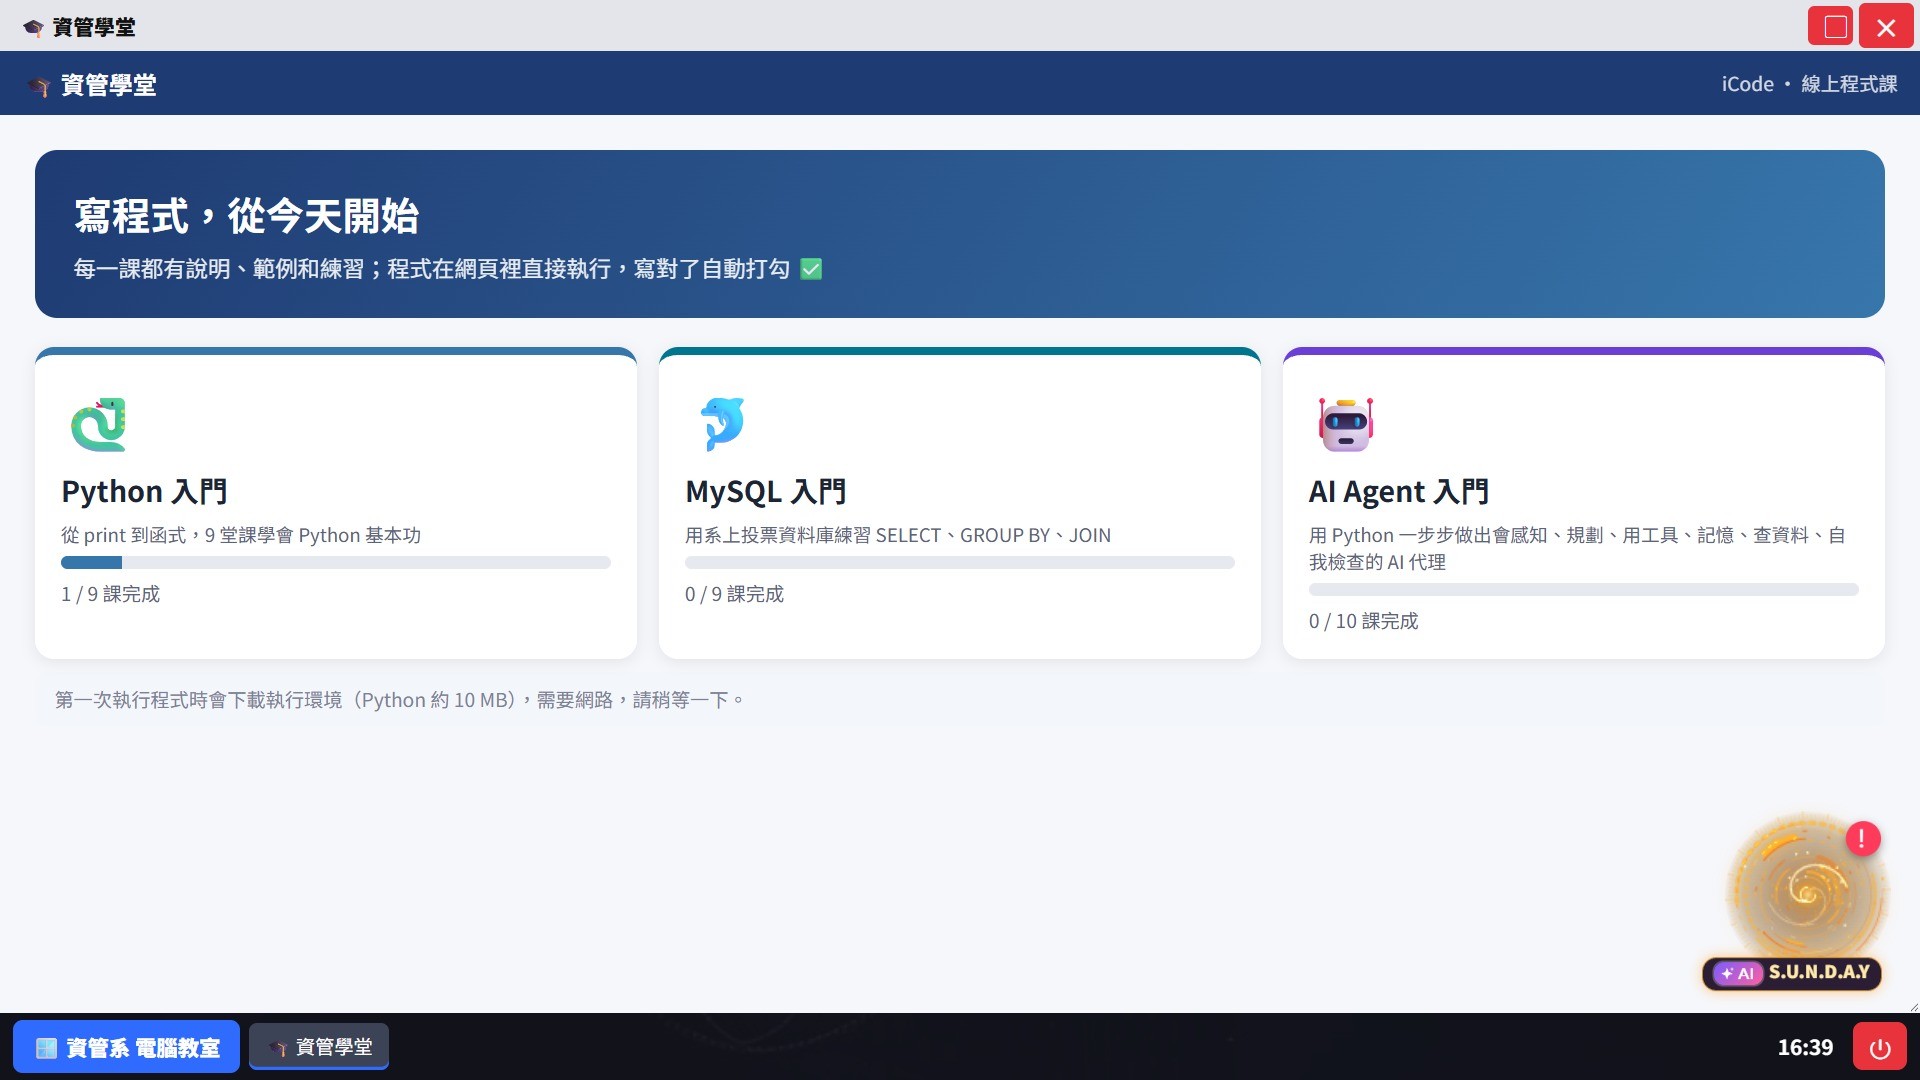 資管學堂
資管學堂
iCode · 線上程式課
寫程式，從今天開始
每一課都有說明、範例和練習；程式在網頁裡直接執行，寫對了自動打勾 ✅
Python 入門
從 print 到函式，9 堂課學會 Python 基本功
1 / 9 課完成
MySQL 入門
用系上投票資料庫練習 SELECT、GROUP BY、JOIN
0 / 9 課完成
AI Agent 入門
用 Python 一步步做出會感知、規劃、用工具、記憶、查資料、自
我檢查的 AI 代理
0 / 10 課完成
第一次執行程式時會下載執行環境（Python 約 10 MB），需要網路，請稍等一下。
!
AI S.U.N.D.A.Y
資管系 電腦教室
資管學堂
16:39